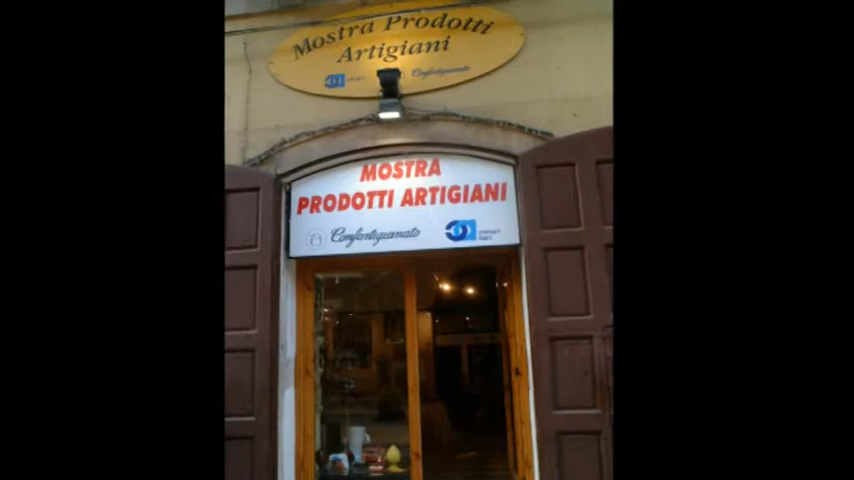 Mostra Prodotti
Artigiani
Confartigianato
MOSTRA
PRODOTTI ARTIGIANI
Confartigianato